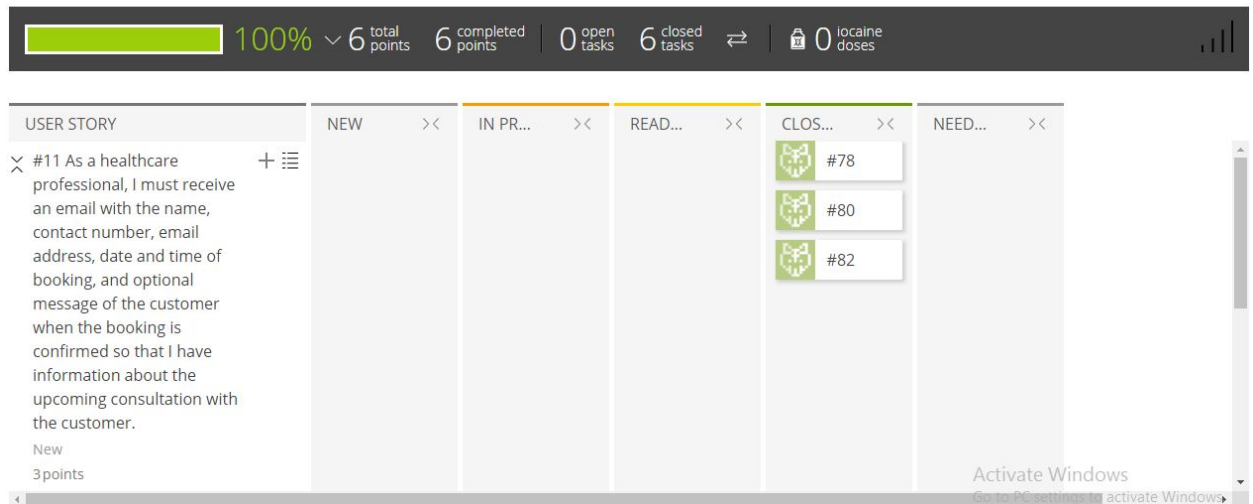 100% 6 total points 6 completed points 0 open tasks 6 closed tasks 0 iocaine doses
USER STORY NEW IN PR... READ... CLOS... NEED...
#11 As a healthcare
professional, I must receive
an email with the name,
contact number, email
address, date and time of
booking, and optional
message of the customer
when the booking is
confirmed so that I have
information about the
upcoming consultation with
the customer.
New
3 points
#78
#80
#82
Activate Windows
Go to PC settings to activate Windows.